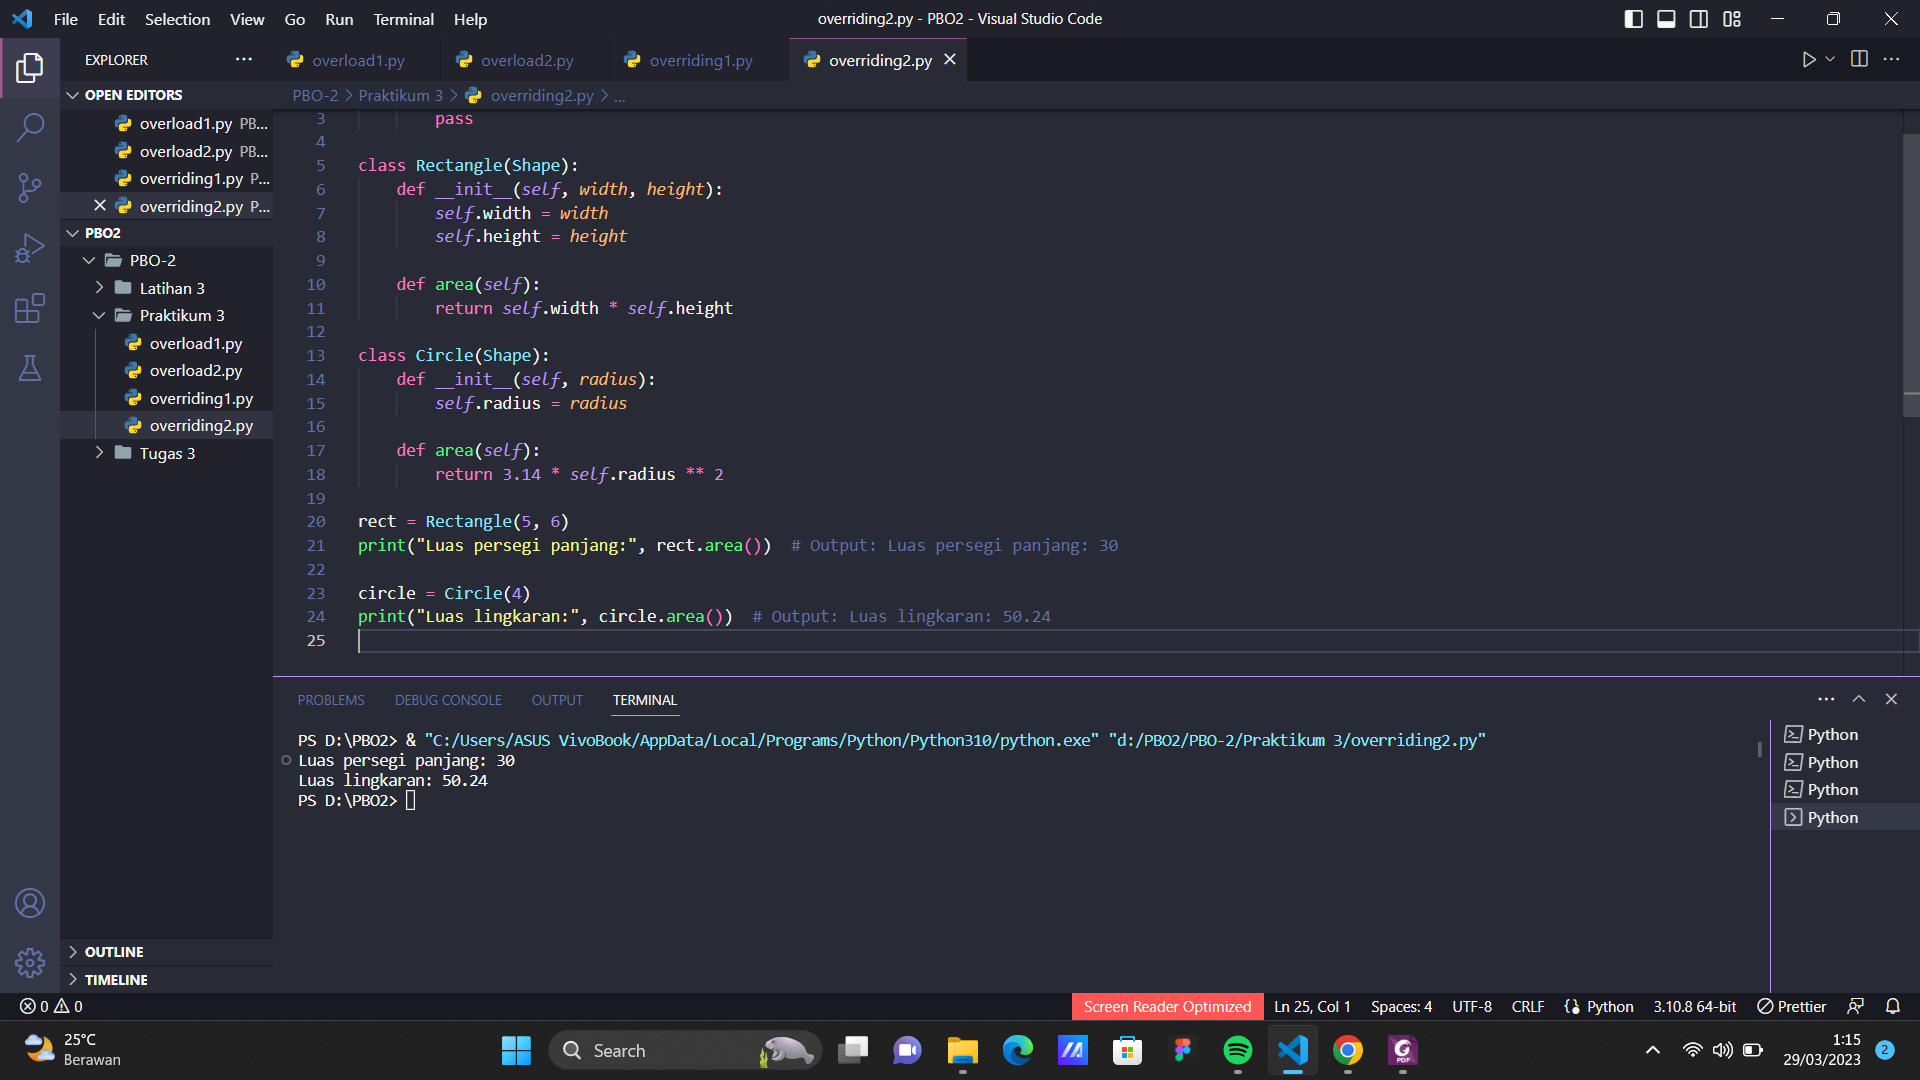 File Edit Selection View Go Run Terminal Help
overriding2.py - PBO2 - Visual Studio Code
EXPLORER ...
overload1.py overload2.py overriding1.py overriding2.py
OPEN EDITORS
overload1.py PB...
overload2.py PB...
overriding1.py P...
overriding2.py P...
PBO2
PBO-2
Latihan 3
Praktikum 3
overload1.py
overload2.py
overriding1.py
overriding2.py
Tugas 3
OUTLINE
TIMELINE
PBO-2 > Praktikum 3 > overriding2.py > ...
3         pass
4
5 class Rectangle(Shape):
6     def __init__(self, width, height):
7         self.width = width
8         self.height = height
9
10     def area(self):
11         return self.width * self.height
12
13 class Circle(Shape):
14     def __init__(self, radius):
15         self.radius = radius
16
17     def area(self):
18         return 3.14 * self.radius ** 2
19
20 rect = Rectangle(5, 6)
21 print("Luas persegi panjang:", rect.area())  # Output: Luas persegi panjang: 30
22
23 circle = Circle(4)
24 print("Luas lingkaran:", circle.area())  # Output: Luas lingkaran: 50.24
25
PROBLEMS DEBUG CONSOLE OUTPUT TERMINAL
PS D:\PBO2> & "C:/Users/ASUS VivoBook/AppData/Local/Programs/Python/Python310/python.exe" "d:/PBO2/PBO-2/Praktikum 3/overriding2.py"
Luas persegi panjang: 30
Luas lingkaran: 50.24
PS D:\PBO2>
Python
Python
Python
Python
0 0
Screen Reader Optimized Ln 25, Col 1 Spaces: 4 UTF-8 CRLF Python 3.10.8 64-bit Prettier
25°C
Berawan
Search
PDF
1:15
29/03/2023
2